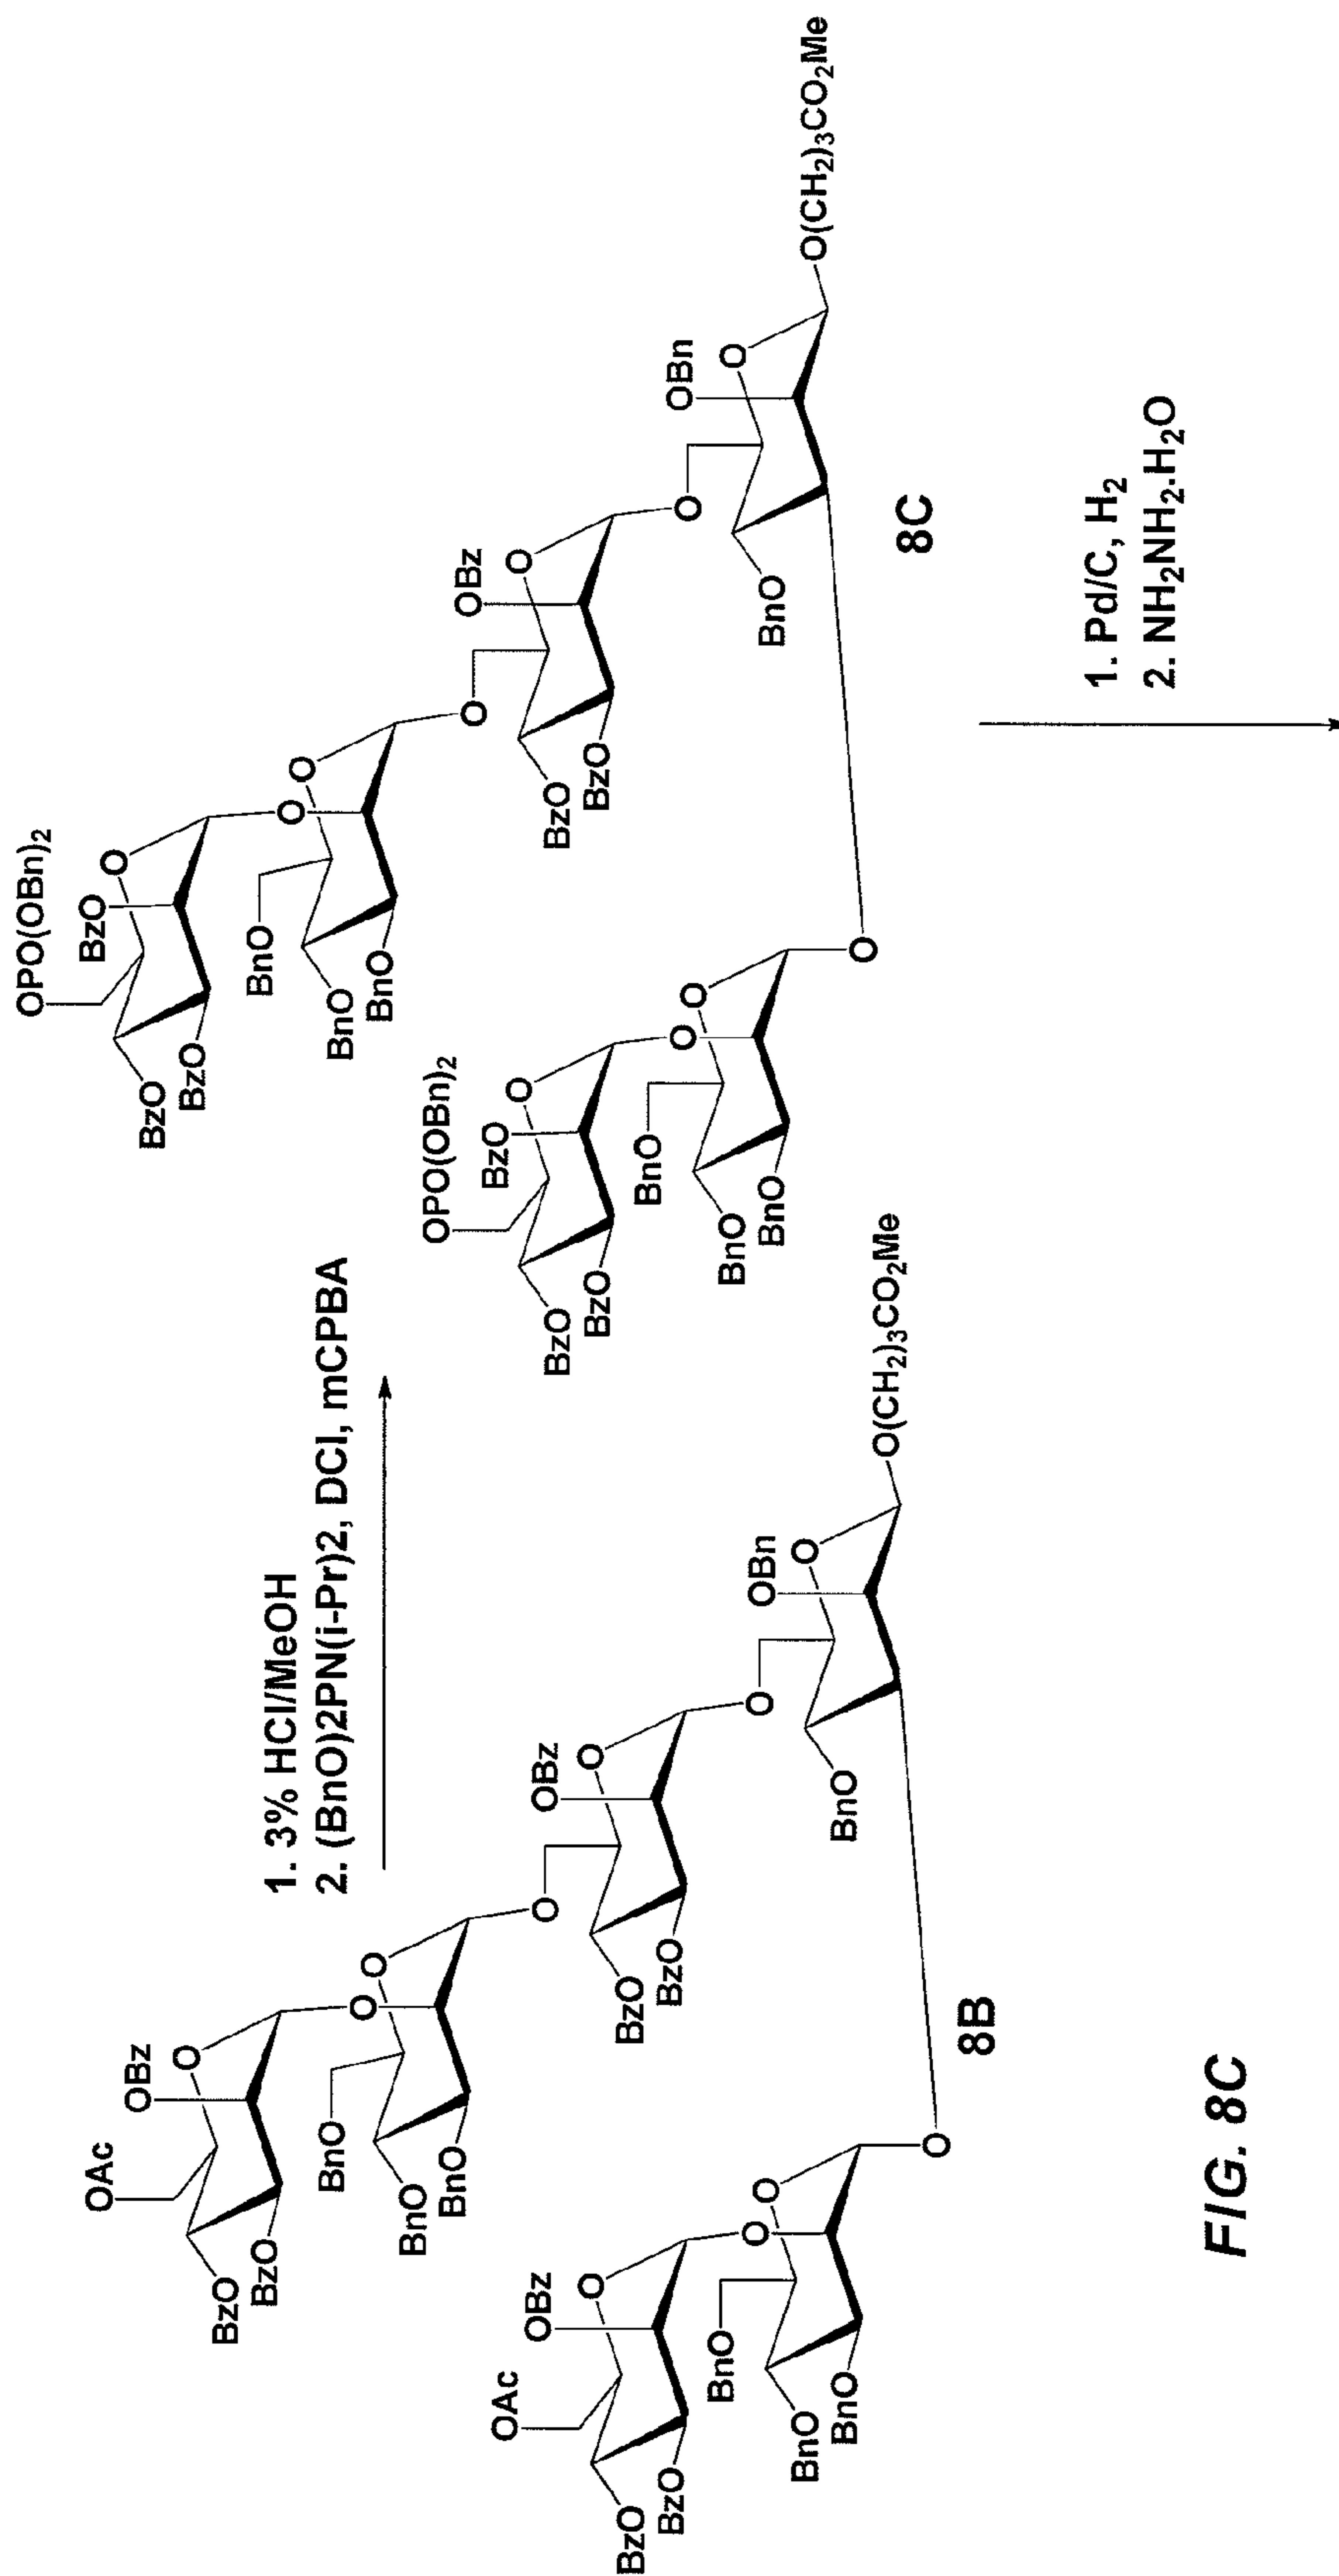 1. 3% HCl/MeOH
2. (BnO)2PN(i-Pr)2, DCI, mCPBA
OAc
OBz
O
BzO
BzO
O
BnO
O
BnO
BnO
O
OBz
O
BzO
BzO
O
OBn
O
BnO
O(CH2)3CO2Me
OAc
OBz
O
BzO
BzO
O
O
BnO
BnO
BnO
O
8B
OPO(OBn)2
BzO
O
BzO
BzO
O
O
BnO
BnO
BnO
O
OBz
O
BzO
BzO
O
OBn
O
BnO
O(CH2)3CO2Me
OPO(OBn)2
BzO
O
BzO
BzO
O
O
BnO
BnO
BnO
O
8C
1. Pd/C, H2
2. NH2NH2.H2O
FIG. 8C